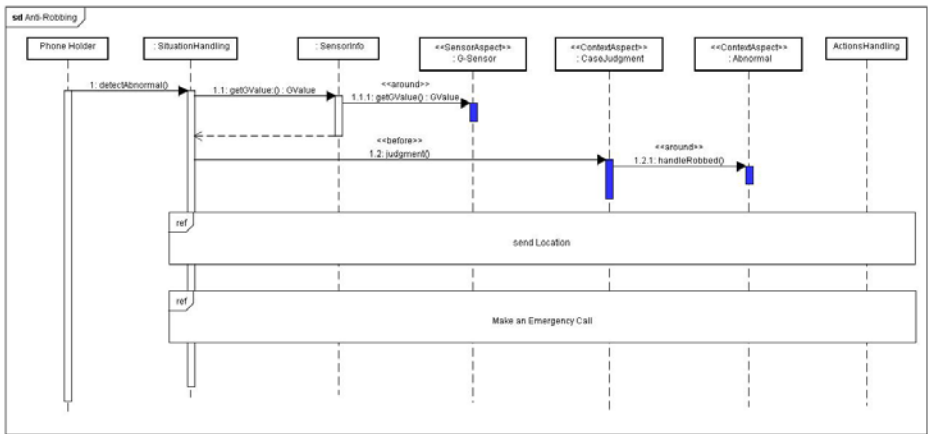 sd Anti-Robbing
Phone Holder
: SituationHandling
: SensorInfo
<<SensorAspect>>
: G-Sensor
<<ContextAspect>>
: CaseJudgment
<<ContextAspect>>
: Abnormal
ActionsHandling
1: detectAbnormal()
1.1: getGValue:() : GValue
<<around>>
1.1.1: getGValue() : GValue
<<before>>
1.2: judgment()
<<around>>
1.2.1: handleRobbed()
ref
send Location
ref
Make an Emergency Call